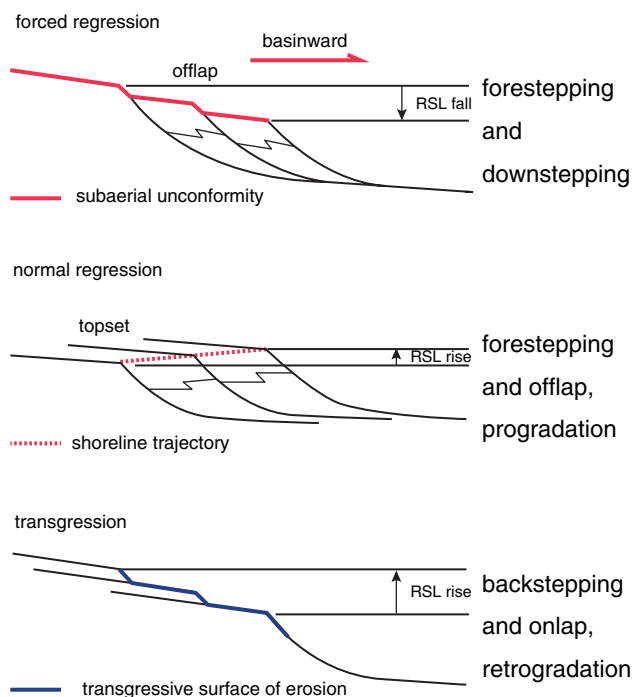 forced regression
basinward
offlap
RSL fall
forestepping
and
downstepping
subaerial unconformity
normal regression
topset
RSL rise
forestepping
and offlap,
progradation
shoreline trajectory
transgression
RSL rise
backstepping
and onlap,
retrogradation
transgressive surface of erosion